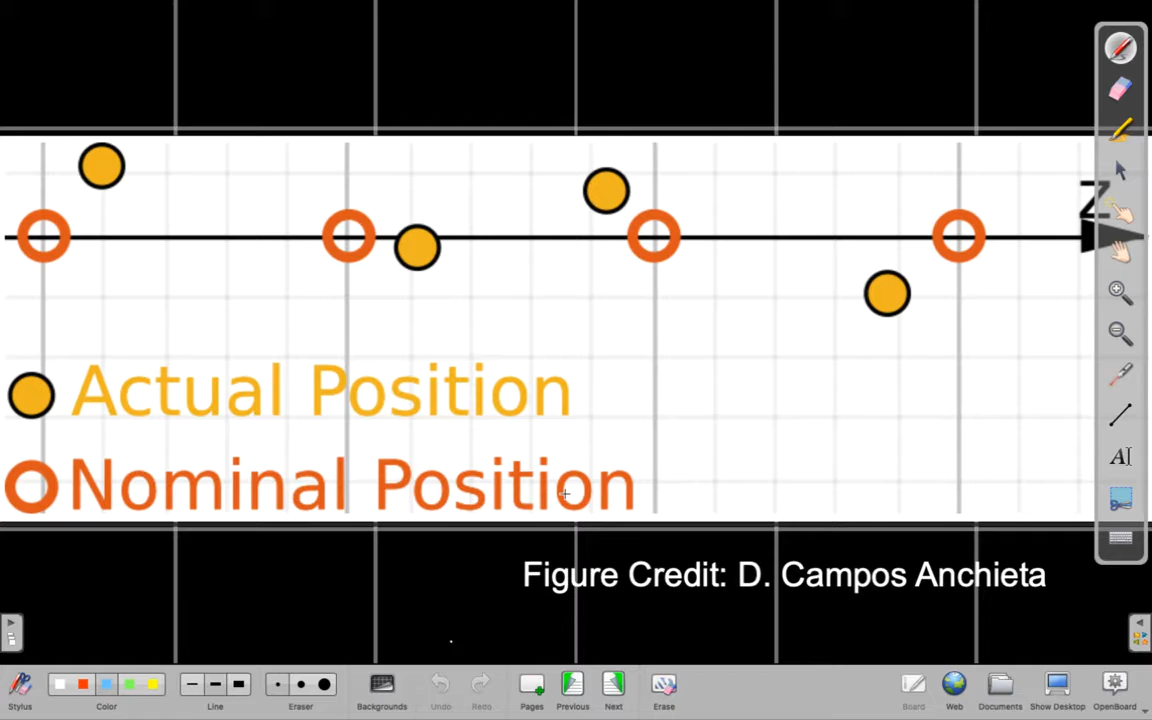 Z
Actual Position
Nominal Position
Figure Credit: D. Campos Anchieta
Stylus
Color
Line
Eraser
Backgrounds
Undo
Redo
Pages
Previous
Next
Erase
Board
Web
Documents
Show Desktop
OpenBoard